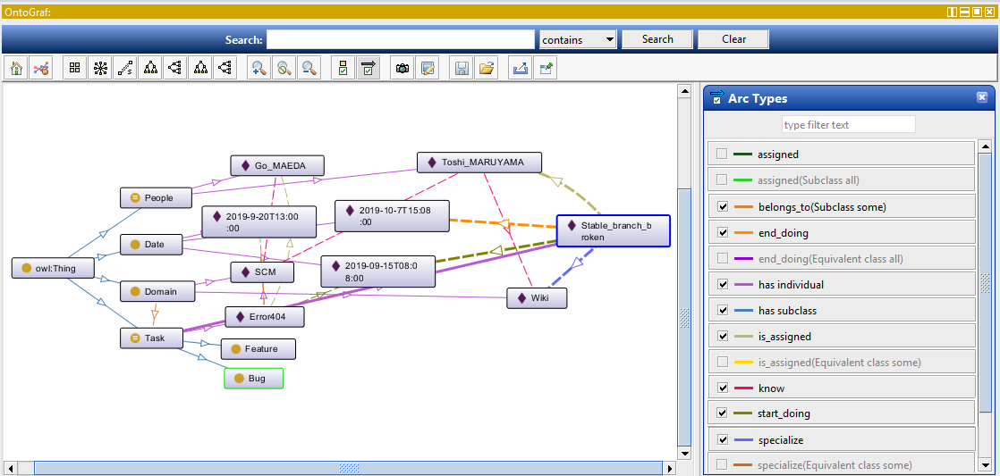 OntoGraf:
Search:
contains
Search
Clear
Go_MAEDA
Toshi_MARUYAMA
People
2019-9-20T13:00
:00
2019-10-7T15:08
:00
Stable_branch_b
roken
Date
owl:Thing
SCM
2019-09-15T08:0
8:00
Domain
Wiki
Error404
Task
Feature
Bug
Arc Types
type filter text
assigned
assigned(Subclass all)
belongs_to(Subclass some)
end_doing
end_doing(Equivalent class all)
has individual
has subclass
is_assigned
is_assigned(Equivalent class some)
know
start_doing
specialize
specialize(Equivalent class some)